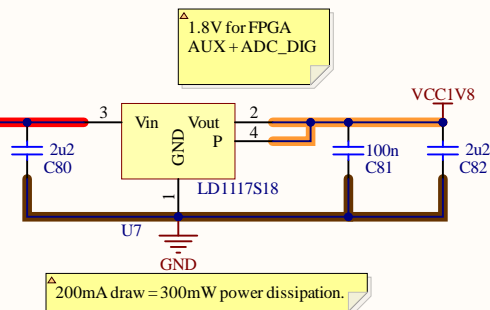 1.8V for FPGA
AUX + ADC_DIG
VCC1V8
3
Vin
Vout
2
P
4
GND
2u2
C80
100n
C81
2u2
C82
1
LD1117S18
U7
GND
200mA draw = 300mW power dissipation.